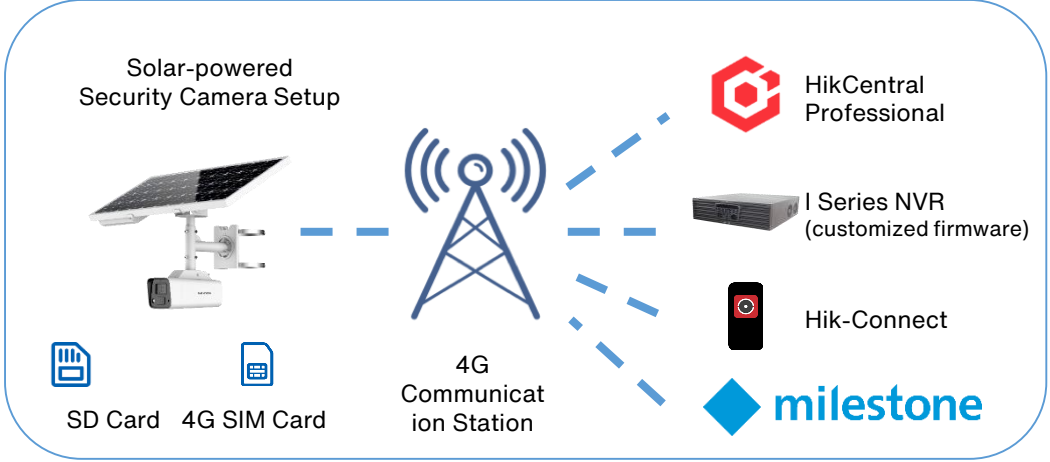 Solar-powered
Security Camera Setup
SD Card
4G SIM Card
4G
Communicat
ion Station
HikCentral
Professional
I Series NVR
(customized firmware)
Hik-Connect
milestone